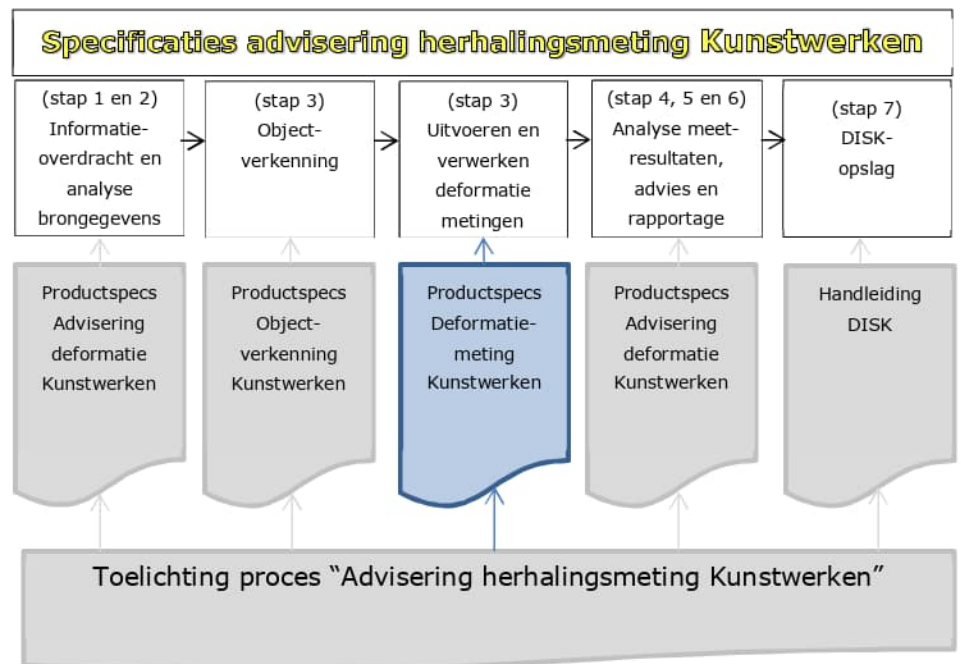 Specificaties advisering herhalingsmeting Kunstwerken
(stap 1 en 2)
Informatie-
overdracht en
analyse
brongegevens
(stap 3)
Object-
verkenning
(stap 3)
Uitvoeren en
verwerken
deformatie
metingen
(stap 4, 5 en 6)
Analyse meet-
resultaten,
advies en
rapportage
(stap 7)
DISK-
opslag
Productspecs
Advisering
deformatie
Kunstwerken
Productspecs
Object-
verkenning
Kunstwerken
Productspecs
Deformatie-
meting
Kunstwerken
Productspecs
Advisering
deformatie
Kunstwerken
Handleiding
DISK
Toelichting proces “Advisering herhalingsmeting Kunstwerken”